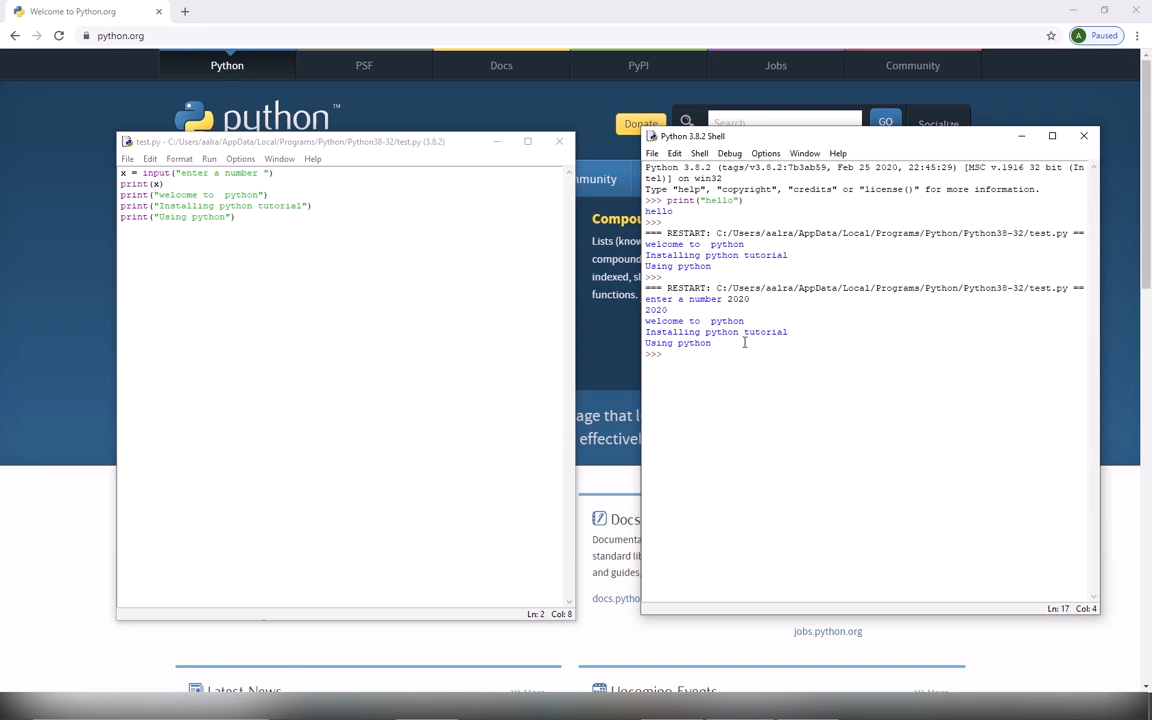 Welcome to Python.org
python.org
Paused
A
Python PSF Docs PyPI Jobs Community
python™
Donate Search GO Socialize
test.py - C:/Users/aalra/AppData/Local/Programs/Python/Python38-32/test.py (3.8.2)
File Edit Format Run Options Window Help
x = input("enter a number ")
print(x)
print("welcome to  python")
print("Installing python tutorial")
print("Using python")
Ln: 2 Col: 8
Python 3.8.2 Shell
File Edit Shell Debug Options Window Help
Python 3.8.2 (tags/v3.8.2:7b3ab59, Feb 25 2020, 22:45:29) [MSC v.1916 32 bit (In
tel)] on win32
Type "help", "copyright", "credits" or "license()" for more information.
>>> print("hello")
hello
>>>
=== RESTART: C:/Users/aalra/AppData/Local/Programs/Python/Python38-32/test.py ==
welcome to  python
Installing python tutorial
Using python
>>>
=== RESTART: C:/Users/aalra/AppData/Local/Programs/Python/Python38-32/test.py ==
enter a number 2020
2020
welcome to  python
Installing python tutorial
Using python
>>>
Ln: 17 Col: 4
munity
Compou
Lists (know
compound
indexed, sl
functions.
age that l
effectivel
Docs
Documenta
standard lib
and guides,
docs.pytho
jobs.python.org
Latest News
Upcoming Events